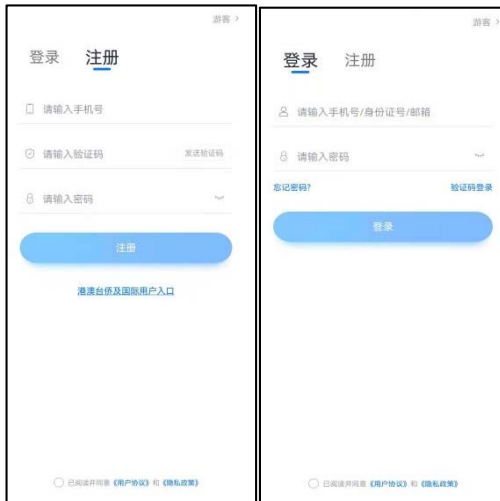 游客 >
登录 注册
请输入手机号
请输入验证码 发送验证码
请输入密码
注册
港澳台侨及国际用户入口
已阅读并同意《用户协议》和《隐私政策》
游客 >
登录 注册
请输入手机号/身份证号/邮箱
请输入密码
忘记密码? 验证码登录
登录
已阅读并同意《用户协议》和《隐私政策》